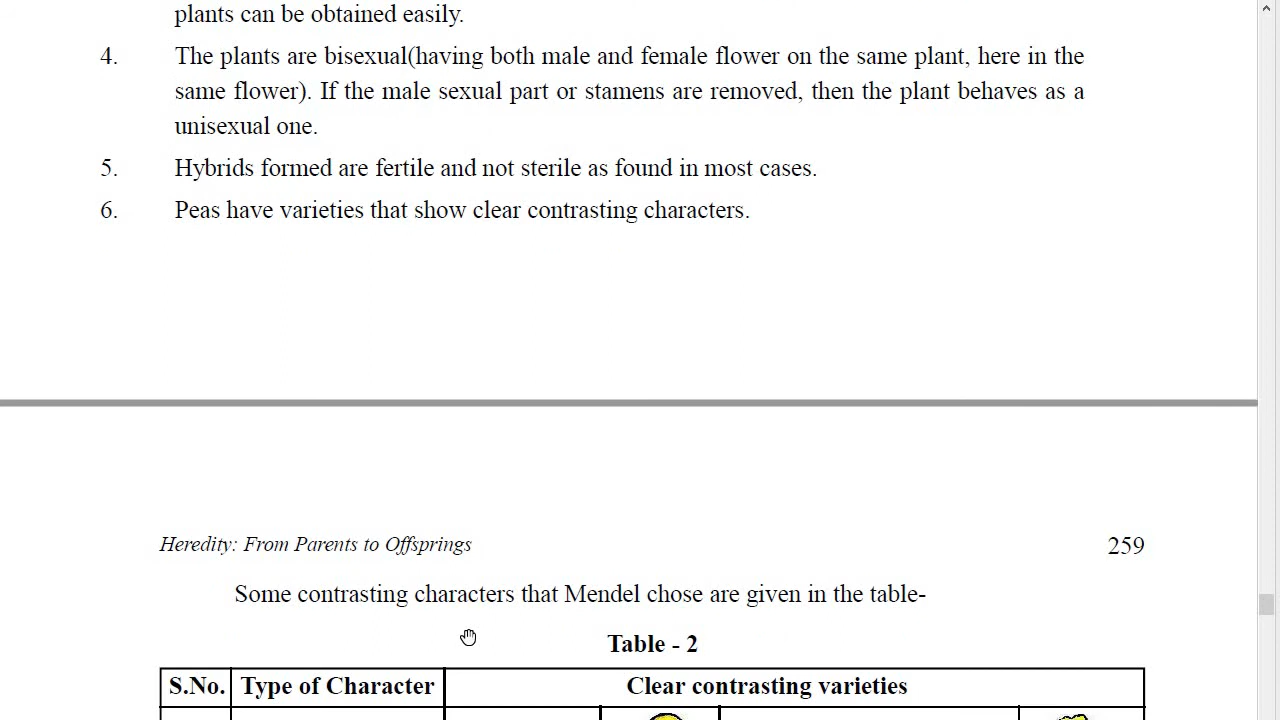 plants can be obtained easily.
4. The plants are bisexual(having both male and female flower on the same plant, here in the
same flower). If the male sexual part or stamens are removed, then the plant behaves as a
unisexual one.
5. Hybrids formed are fertile and not sterile as found in most cases.
6. Peas have varieties that show clear contrasting characters.
Heredity: From Parents to Offsprings 259
Some contrasting characters that Mendel chose are given in the table-
Table - 2
S.No. Type of Character Clear contrasting varieties